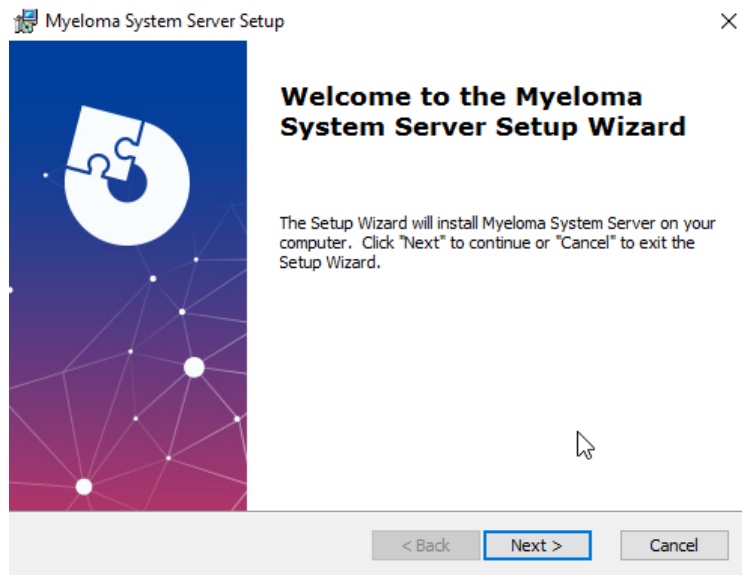 Myeloma System Server Setup
Welcome to the Myeloma
System Server Setup Wizard
The Setup Wizard will install Myeloma System Server on your
computer. Click "Next" to continue or "Cancel" to exit the
Setup Wizard.
< Back
Next >
Cancel